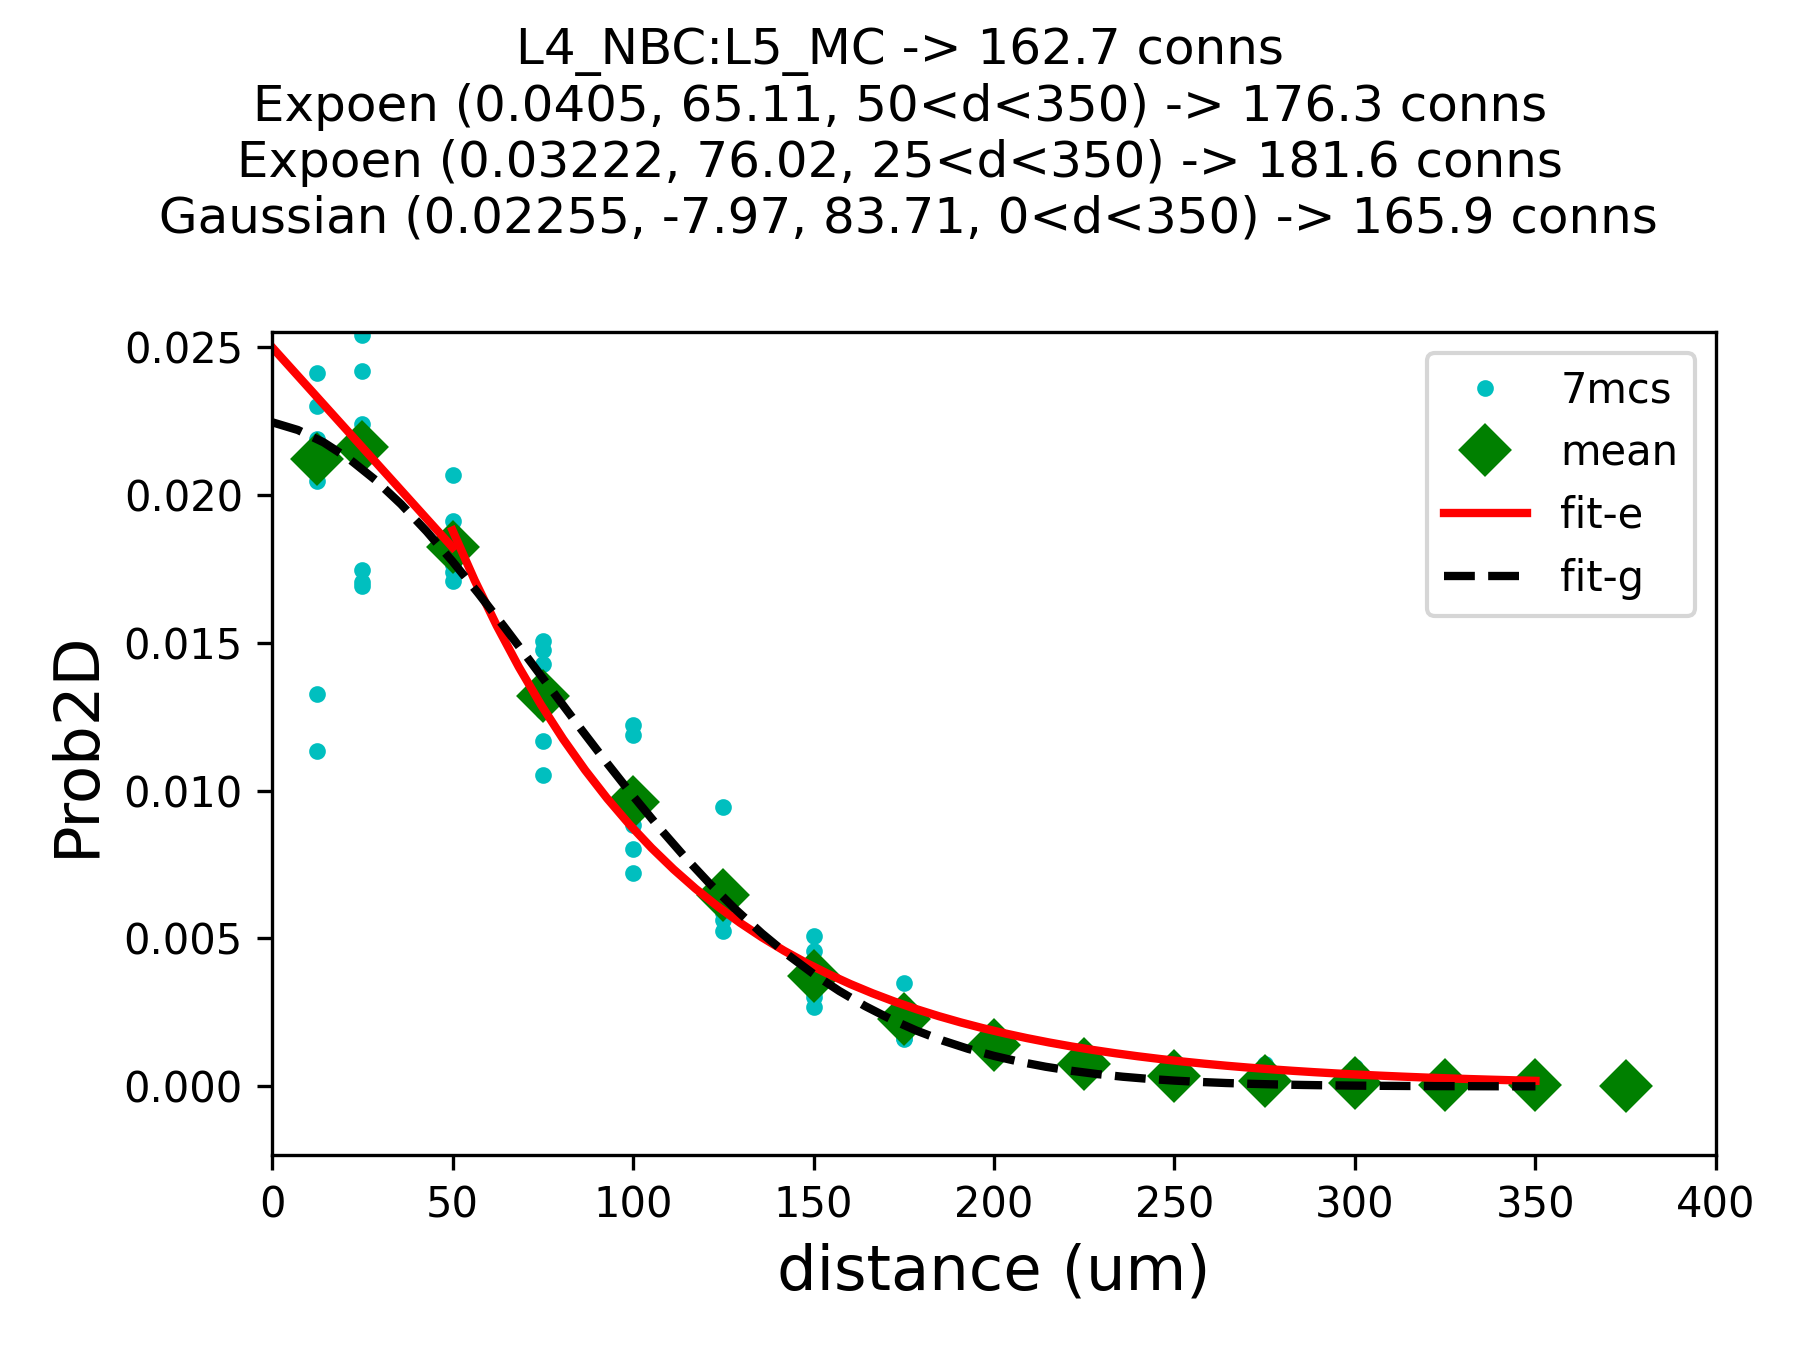 L4_NBC:L5_MC -> 162.7 conns
Expoen (0.0405, 65.11, 50<d<350) -> 176.3 conns
Expoen (0.03222, 76.02, 25<d<350) -> 181.6 conns
Gaussian (0.02255, -7.97, 83.71, 0<d<350) -> 165.9 conns
0.025
0.020
0.015
0.010
0.005
0.000
Prob2D
7mcs
mean
fit-e
fit-g
0 50 100 150 200 250 300 350 400
distance (um)